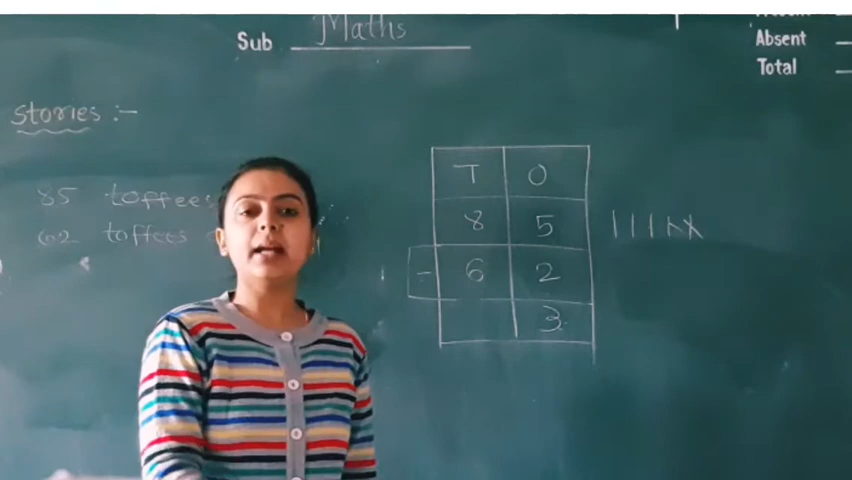 Sub Maths
Absent
Total
Stories :-
85 toffees
62 toffees
T O
8 5
- 6 2
3